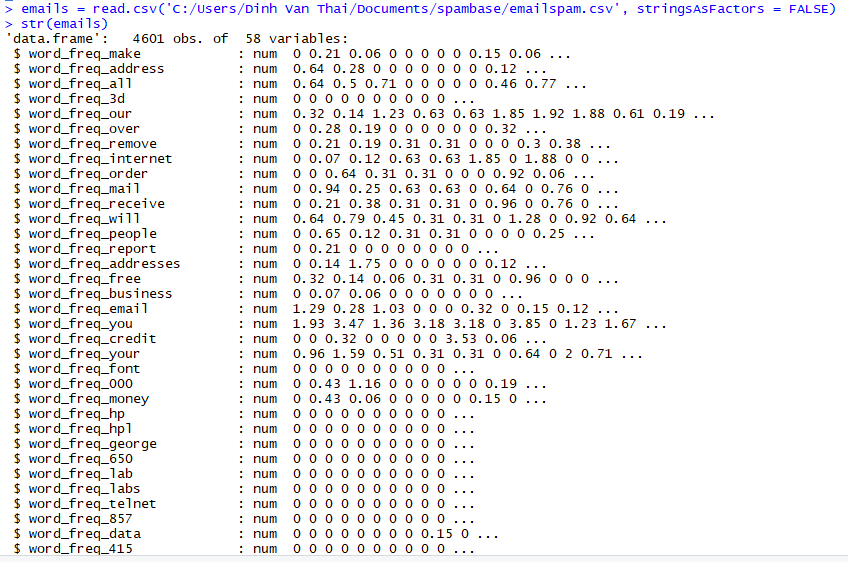 > emails = read.csv('C:/Users/Dinh Van Thai/Documents/spambase/emailspam.csv', stringsAsFactors = FALSE)
> str(emails)
'data.frame': 4601 obs. of 58 variables:
$ word_freq_make : num 0 0.21 0.06 0 0 0 0 0 0.15 0.06 ...
$ word_freq_address : num 0.64 0.28 0 0 0 0 0 0 0 0.12 ...
$ word_freq_all : num 0.64 0.5 0.71 0 0 0 0 0 0.46 0.77 ...
$ word_freq_3d : num 0 0 0 0 0 0 0 0 0 0 ...
$ word_freq_our : num 0.32 0.14 1.23 0.63 0.63 1.85 1.92 1.88 0.61 0.19 ...
$ word_freq_over : num 0 0.28 0.19 0 0 0 0 0 0 0.32 ...
$ word_freq_remove : num 0 0.21 0.19 0.31 0.31 0 0 0 0.3 0.38 ...
$ word_freq_internet : num 0 0.07 0.12 0.63 0.63 1.85 0 1.88 0 0 ...
$ word_freq_order : num 0 0 0.64 0.31 0.31 0 0 0 0.92 0.06 ...
$ word_freq_mail : num 0 0.94 0.25 0.63 0.63 0 0.64 0 0.76 0 ...
$ word_freq_receive : num 0 0.21 0.38 0.31 0.31 0 0.96 0 0.76 0 ...
$ word_freq_will : num 0.64 0.79 0.45 0.31 0.31 0 1.28 0 0.92 0.64 ...
$ word_freq_people : num 0 0.65 0.12 0.31 0.31 0 0 0 0 0.25 ...
$ word_freq_report : num 0 0.21 0 0 0 0 0 0 0 0 ...
$ word_freq_addresses : num 0 0.14 1.75 0 0 0 0 0 0 0.12 ...
$ word_freq_free : num 0.32 0.14 0.06 0.31 0.31 0 0.96 0 0 0 ...
$ word_freq_business : num 0 0.07 0.06 0 0 0 0 0 0 0 ...
$ word_freq_email : num 1.29 0.28 1.03 0 0 0 0.32 0 0.15 0.12 ...
$ word_freq_you : num 1.93 3.47 1.36 3.18 3.18 0 3.85 0 1.23 1.67 ...
$ word_freq_credit : num 0 0 0.32 0 0 0 0 0 3.53 0.06 ...
$ word_freq_your : num 0.96 1.59 0.51 0.31 0.31 0 0.64 0 2 0.71 ...
$ word_freq_font : num 0 0 0 0 0 0 0 0 0 0 ...
$ word_freq_000 : num 0 0.43 1.16 0 0 0 0 0 0 0.19 ...
$ word_freq_money : num 0 0.43 0.06 0 0 0 0 0 0.15 0 ...
$ word_freq_hp : num 0 0 0 0 0 0 0 0 0 0 ...
$ word_freq_hpl : num 0 0 0 0 0 0 0 0 0 0 ...
$ word_freq_george : num 0 0 0 0 0 0 0 0 0 0 ...
$ word_freq_650 : num 0 0 0 0 0 0 0 0 0 0 ...
$ word_freq_lab : num 0 0 0 0 0 0 0 0 0 0 ...
$ word_freq_labs : num 0 0 0 0 0 0 0 0 0 0 ...
$ word_freq_telnet : num 0 0 0 0 0 0 0 0 0 0 ...
$ word_freq_857 : num 0 0 0 0 0 0 0 0 0 0 ...
$ word_freq_data : num 0 0 0 0 0 0 0 0 0.15 0 ...
$ word_freq_415 : num 0 0 0 0 0 0 0 0 0 0 ...